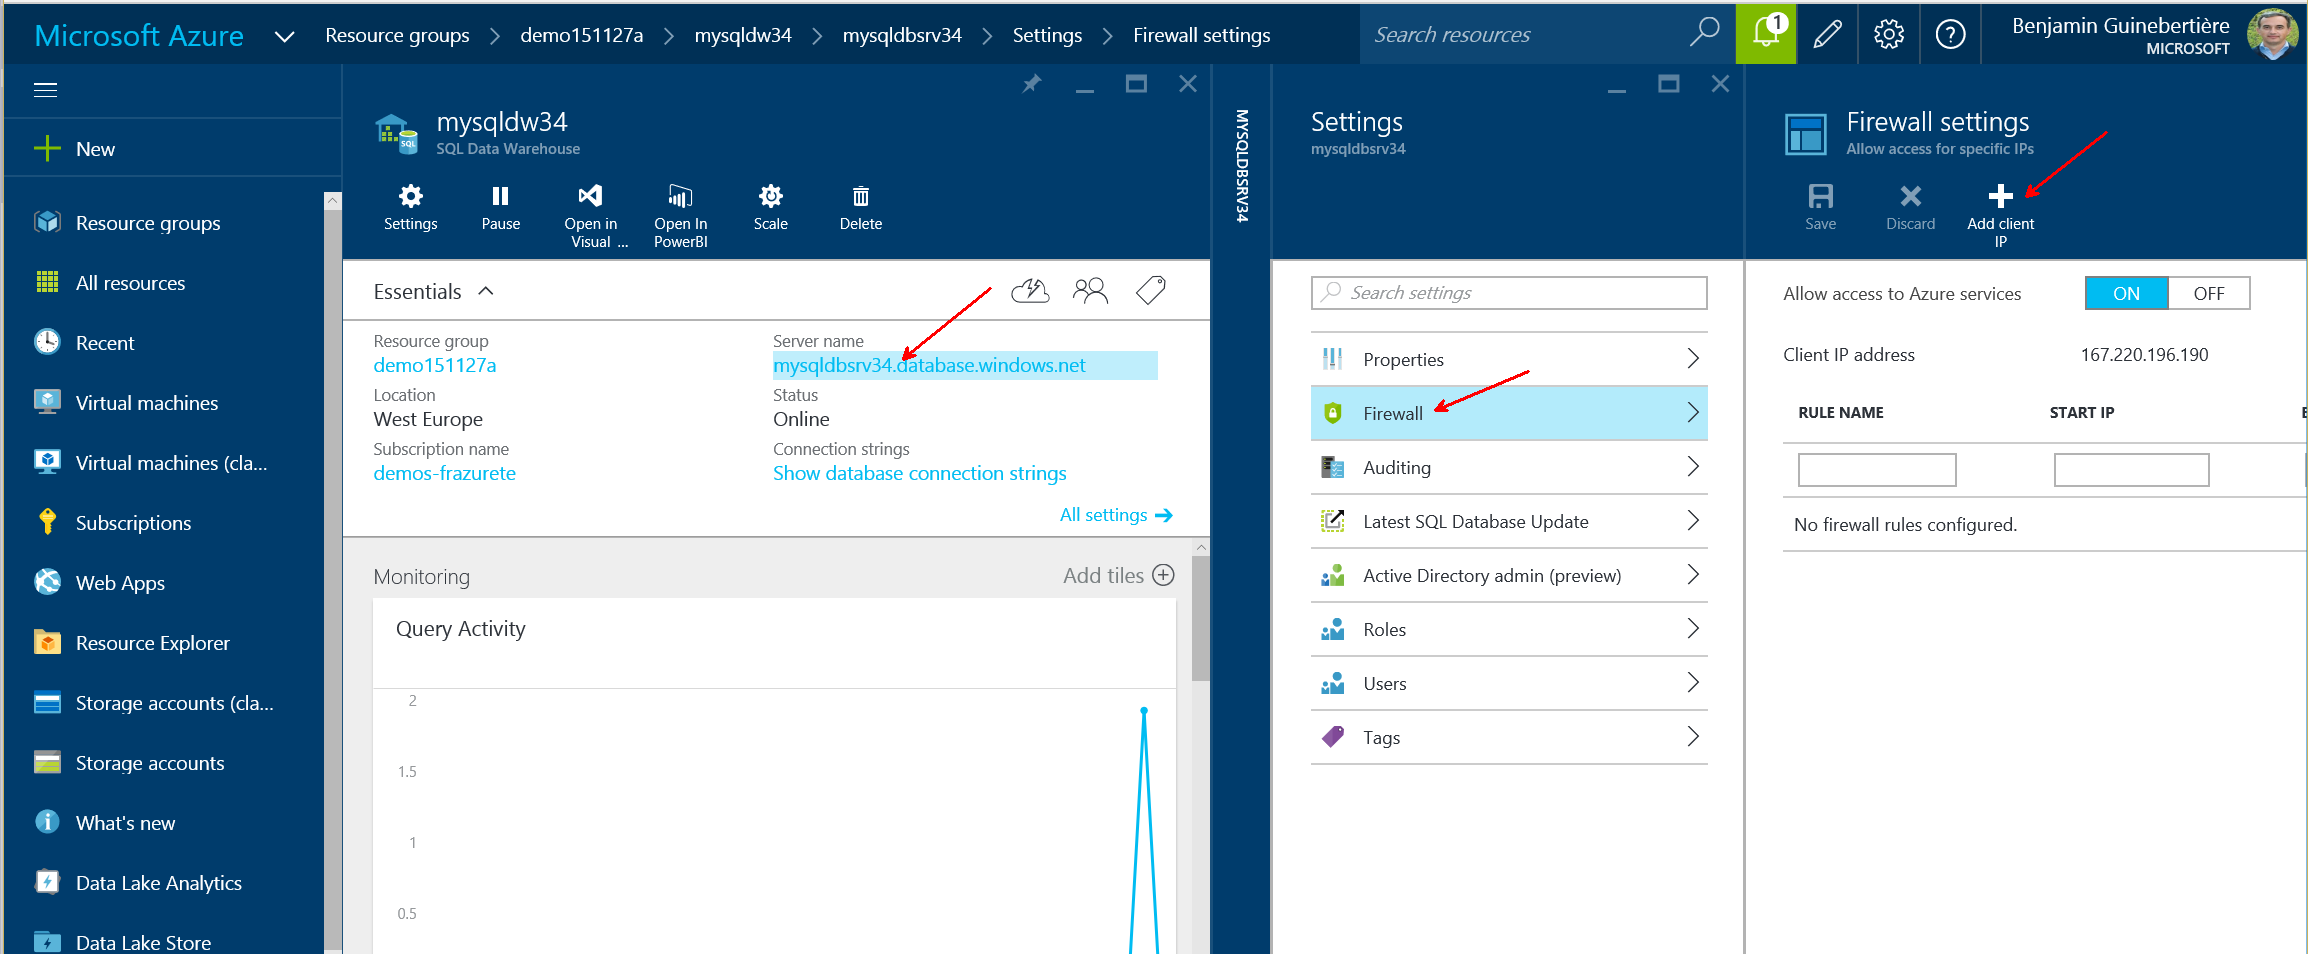 Microsoft Azure
Resource groups
demo151127a
mysqldw34
mysqldbsrv34
Settings
Firewall settings
Search resources
1
Benjamin Guinebertière
MICROSOFT
New
Resource groups
All resources
Recent
Virtual machines
Virtual machines (cla...
Subscriptions
Web Apps
Resource Explorer
Storage accounts (cla...
Storage accounts
What's new
Data Lake Analytics
Data Lake Store
SQL
mysqldw34
SQL Data Warehouse
Settings
Pause
Open in
Visual ...
Open In
PowerBI
Scale
Delete
Essentials
Resource group
demo151127a
Location
West Europe
Subscription name
demos-frazurete
Server name
mysqldbsrv34.database.windows.net
Status
Online
Connection strings
Show database connection strings
All settings
Monitoring
Add tiles
Query Activity
2
1.5
1
0.5
MYSQLDBSRV34
Settings
mysqldbsrv34
Search settings
Properties
Firewall
Auditing
Latest SQL Database Update
Active Directory admin (preview)
Roles
Users
Tags
Firewall settings
Allow access for specific IPs
Save
Discard
Add client
IP
Allow access to Azure services
ON
OFF
Client IP address
167.220.196.190
RULE NAME
START IP
No firewall rules configured.